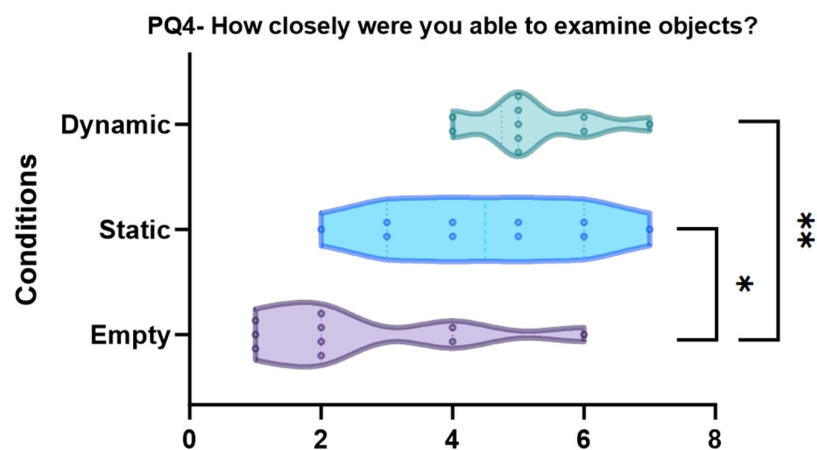 PQ4- How closely were you able to examine objects?
Conditions
Dynamic
Static
Empty
*
**
0 2 4 6 8